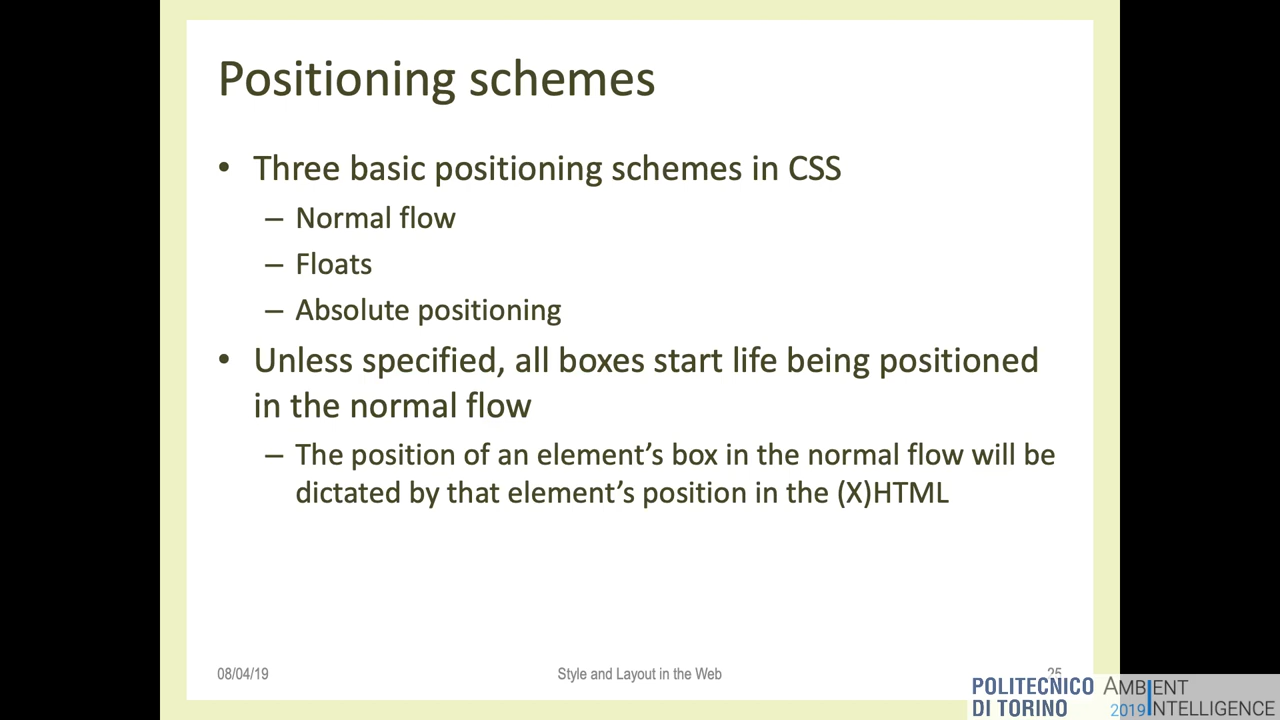 Positioning schemes
• Three basic positioning schemes in CSS
– Normal flow
– Floats
– Absolute positioning
• Unless specified, all boxes start life being positioned
in the normal flow
– The position of an element’s box in the normal flow will be
dictated by that element’s position in the (X)HTML
08/04/19
Style and Layout in the Web
25
POLITECNICO
DI TORINO
AMBIENT
2019 INTELLIGENCE